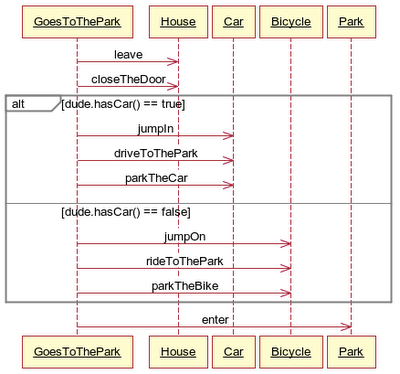 GoesToThePark House Car Bicycle Park
leave
closeTheDoor
alt [dude.hasCar() == true]
jumpIn
driveToThePark
parkTheCar
[dude.hasCar() == false]
jumpOn
rideToThePark
parkTheBike
enter
GoesToThePark House Car Bicycle Park